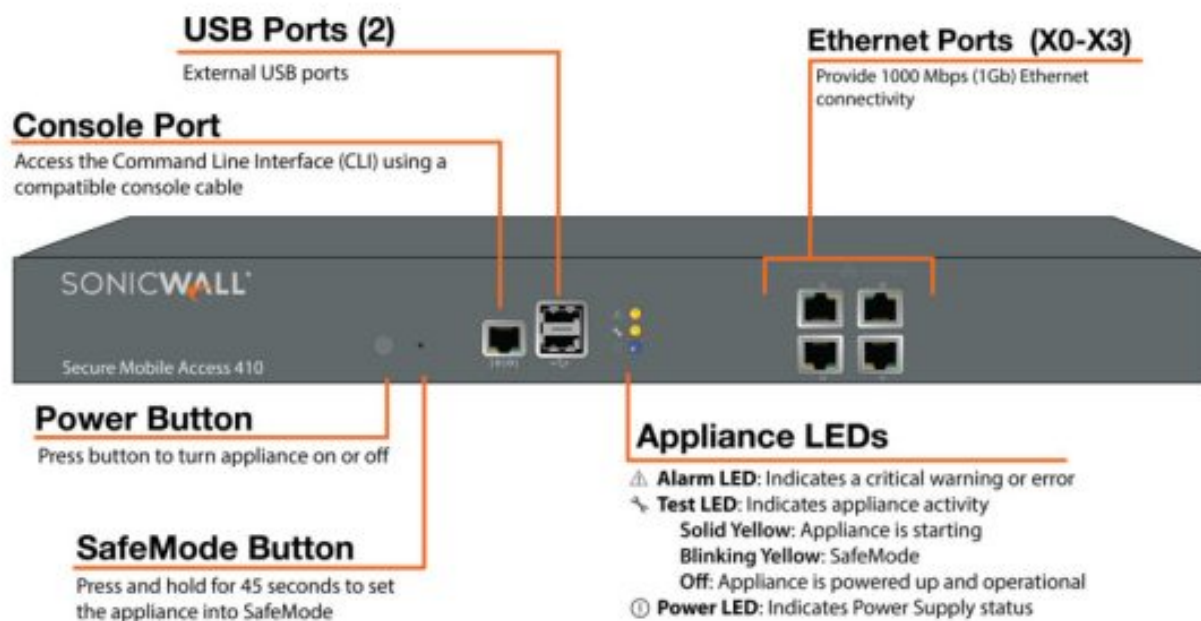 USB Ports (2)
External USB ports
Ethernet Ports (X0-X3)
Provide 1000 Mbps (1Gb) Ethernet
connectivity
Console Port
Access the Command Line Interface (CLI) using a
compatible console cable
SONICWALL
Secure Mobile Access 410
Power Button
Press button to turn appliance on or off
SafeMode Button
Press and hold for 45 seconds to set
the appliance into SafeMode
Appliance LEDs
Alarm LED: Indicates a critical warning or error
Test LED: Indicates appliance activity
Solid Yellow: Appliance is starting
Blinking Yellow: SafeMode
Off: Appliance is powered up and operational
Power LED: Indicates Power Supply status